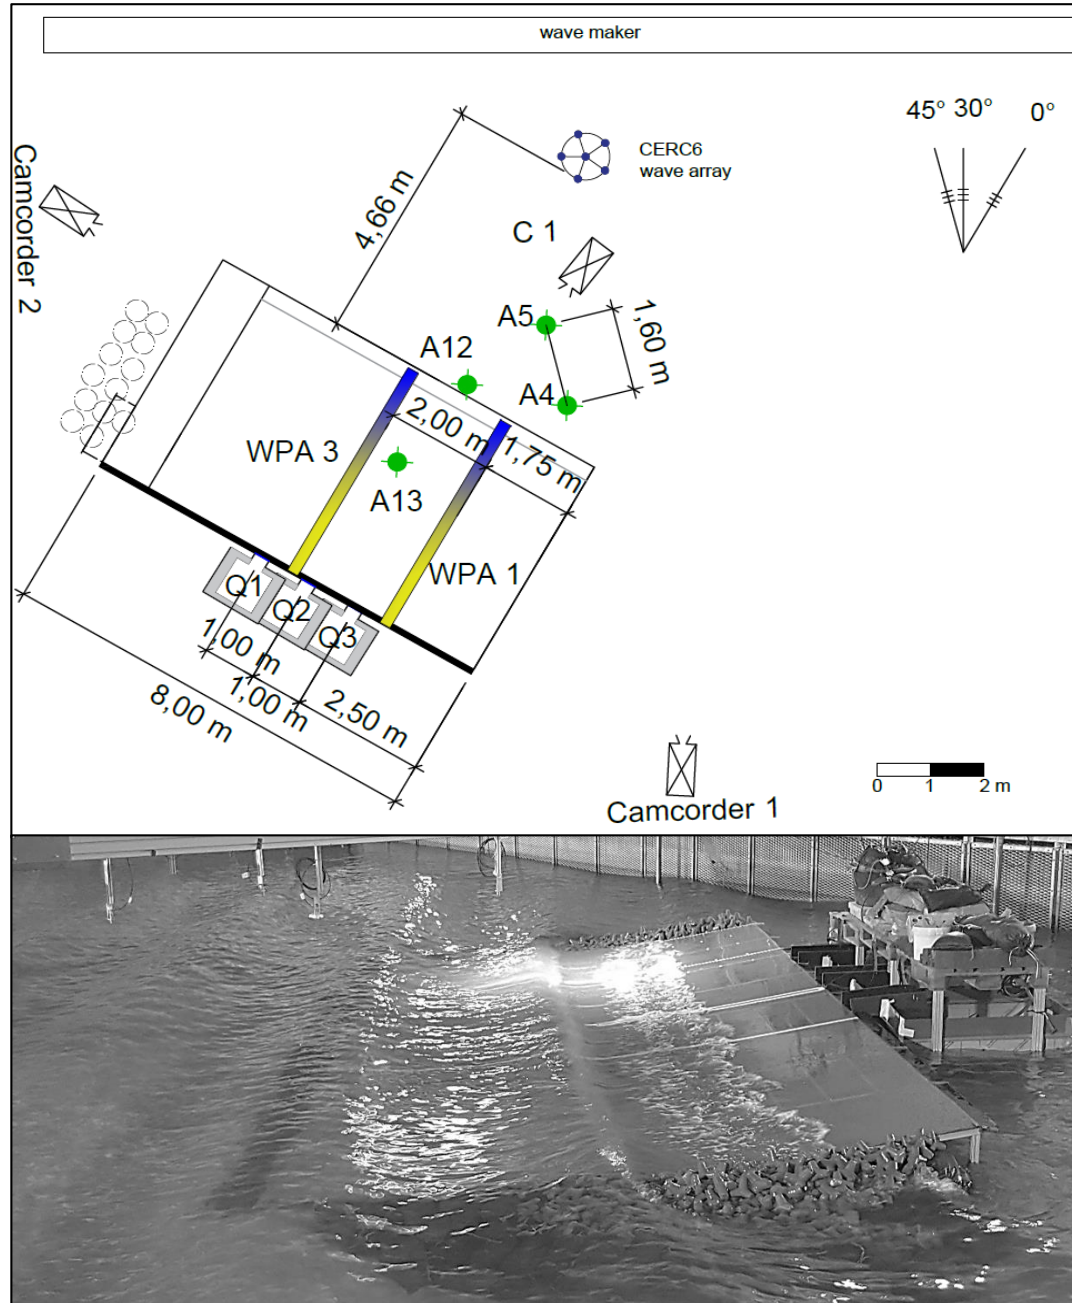 wave maker
45° 30° 0°
CERC6
wave array
Camcorder 2
4,66 m
C 1
A5
1,60 m
A12
A4
2,00 m
1,75 m
WPA 3
A13
WPA 1
Q1
Q2
Q3
1,00 m
1,00 m
2,50 m
8,00 m
0 1 2 m
Camcorder 1